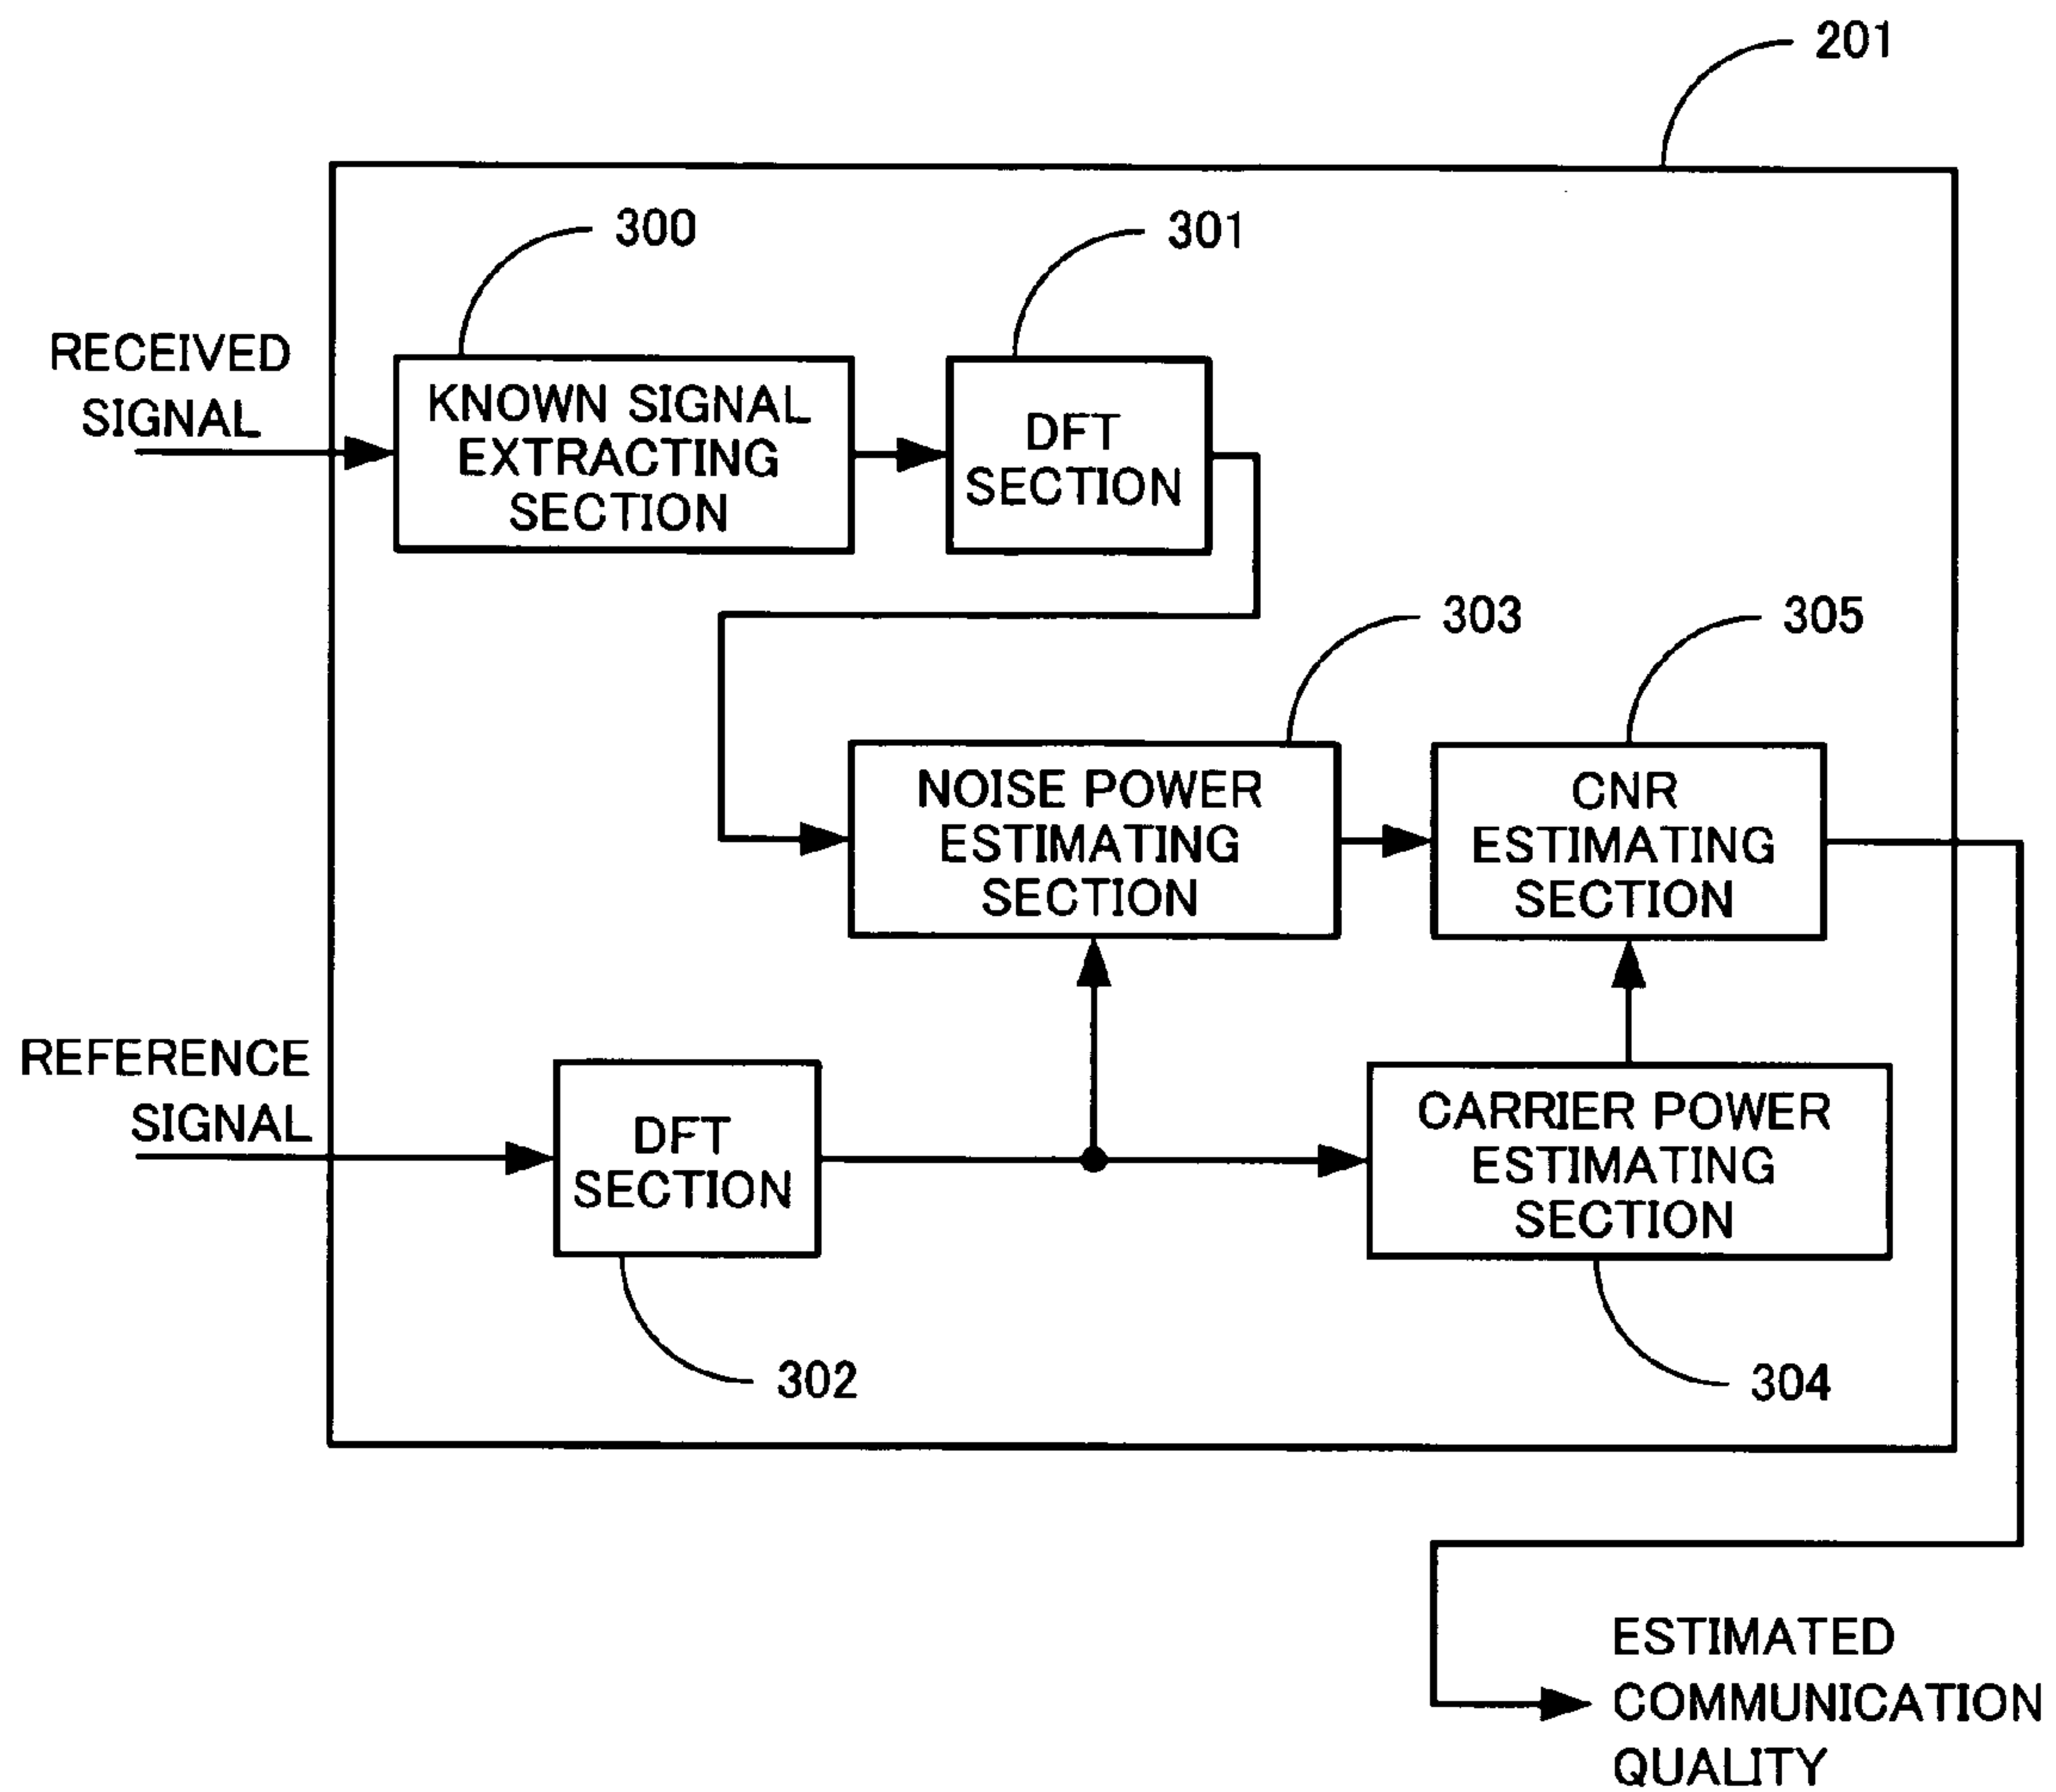 201
300
301
RECEIVED
SIGNAL
KNOWN SIGNAL
EXTRACTING
SECTION
DFT
SECTION
303
305
NOISE POWER
ESTIMATING
SECTION
CNR
ESTIMATING
SECTION
REFERENCE
SIGNAL
DFT
SECTION
CARRIER POWER
ESTIMATING
SECTION
302
304
ESTIMATED
COMMUNICATION
QUALITY